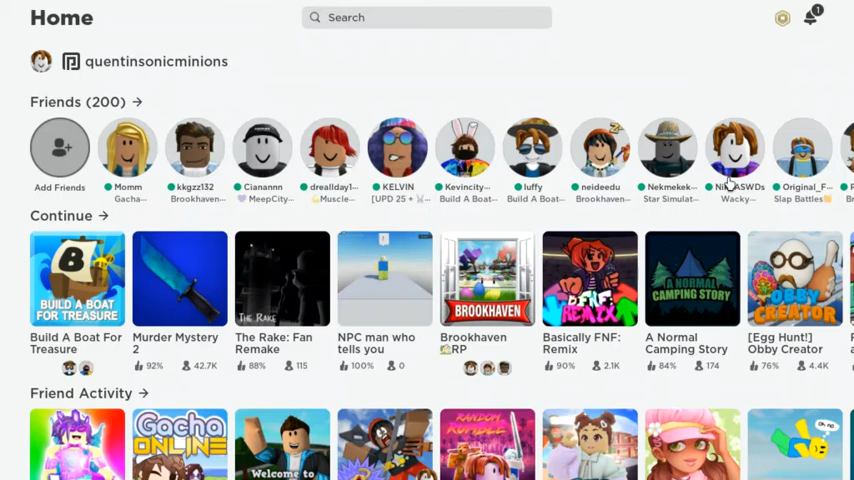 Home
Search
1
quentinsonicminions
Friends (200) →
Add Friends
Momm
Gacha...
kkgzz132
Brookhaven...
Cianannn
MeepCity...
dreallday1...
Muscle...
KELVIN
[UPD 25 +
Kevincity...
Build A Boat...
luffy
Build A Boat...
neideedu
Brookhaven...
Nekmekek...
Star Simulat...
Wacky...
Original_F...
Slap Battles
Continue →
B
BUILD A BOAT
FOR TREASURE
THE RAKE
BROOKHAVEN
B.FNF:
REMIX
A NORMAL
CAMPING STORY
OBBY
CREATOR
Build A Boat For
Treasure
Murder Mystery
2
92% 42.7K
The Rake: Fan
Remake
88% 115
NPC man who
tells you
100% 0
Brookhaven
RP
Basically FNF:
Remix
90% 2.1K
A Normal
Camping Story
84% 174
[Egg Hunt!]
Obby Creator
76% 4.4K
Friend Activity →
Gacha
ONLINE
Welcome to
RANDOM
RUMBLE
Oh no.